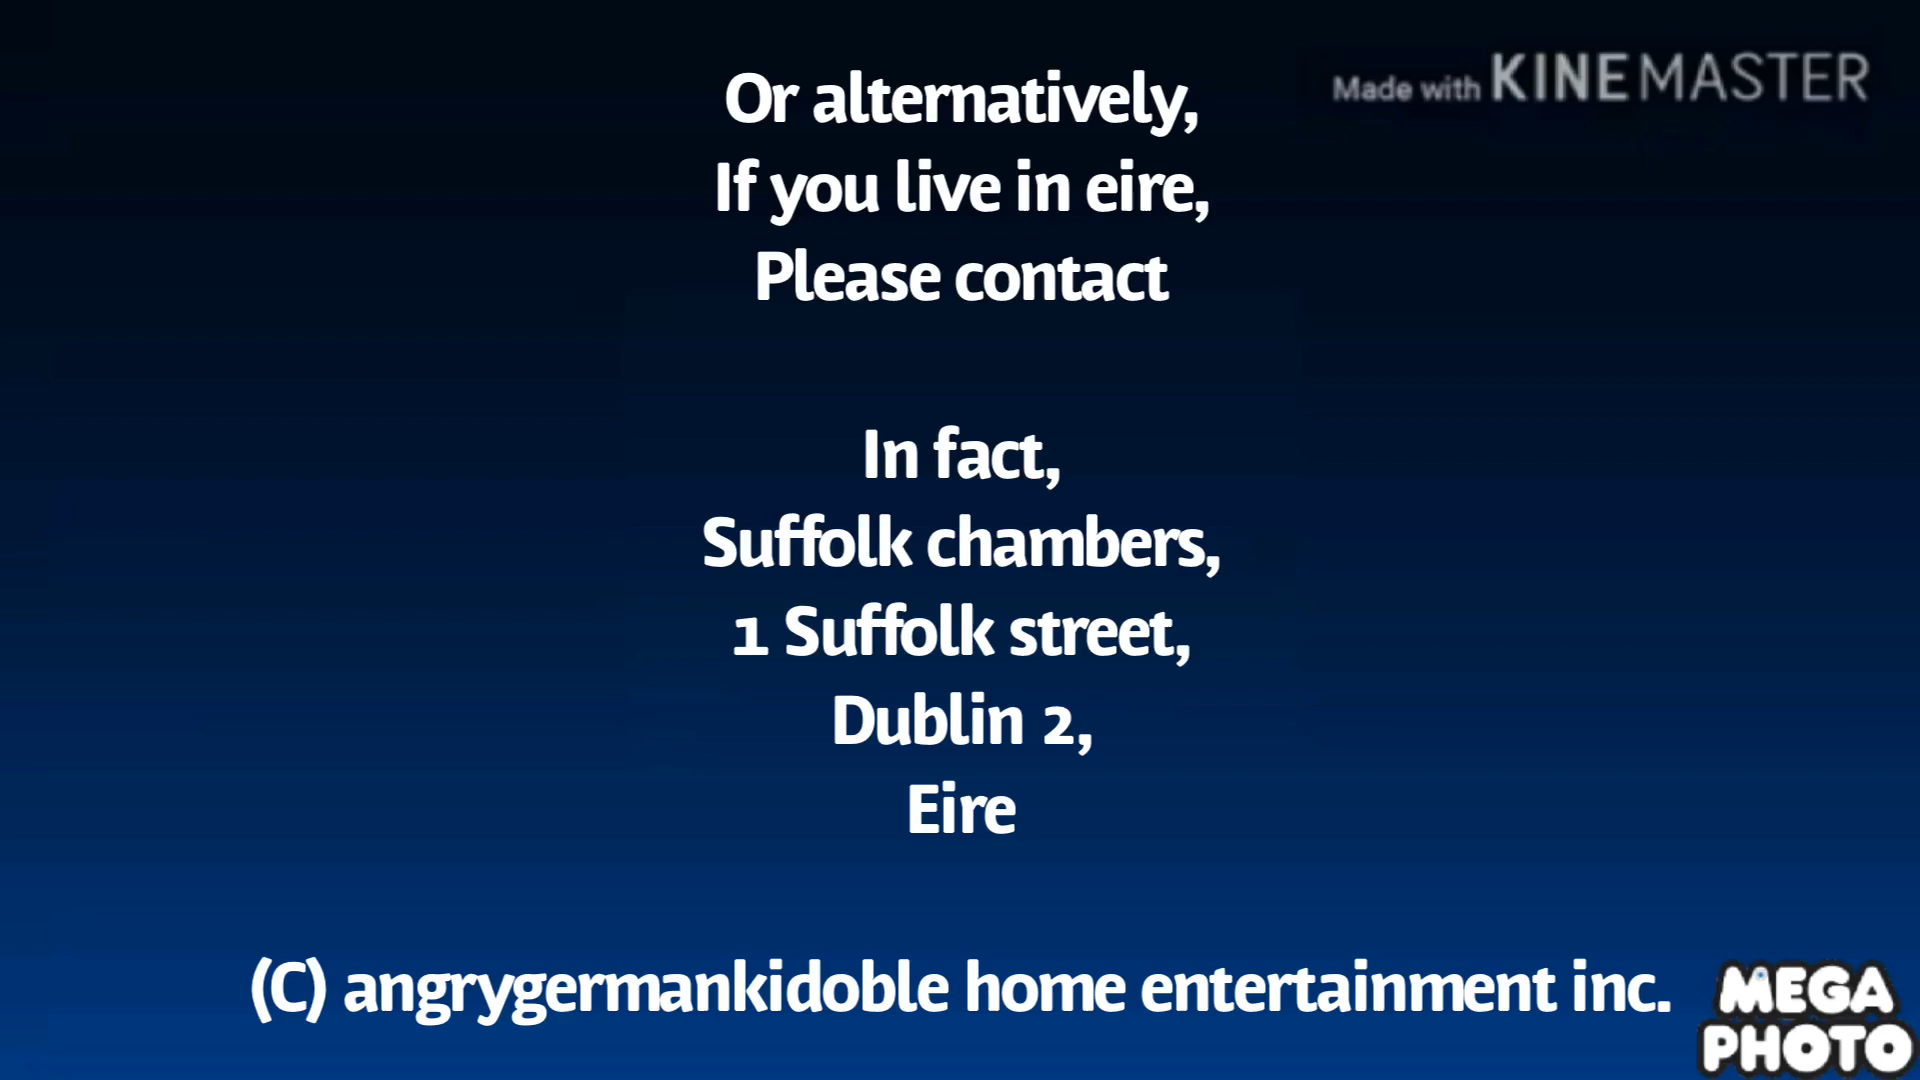 Made with KINEMASTER
Or alternatively,
If you live in eire,
Please contact
In fact,
Suffolk chambers,
1 Suffolk street,
Dublin 2,
Eire
(C) angrygermankidoble home entertainment inc.
MEGA
PHOTO